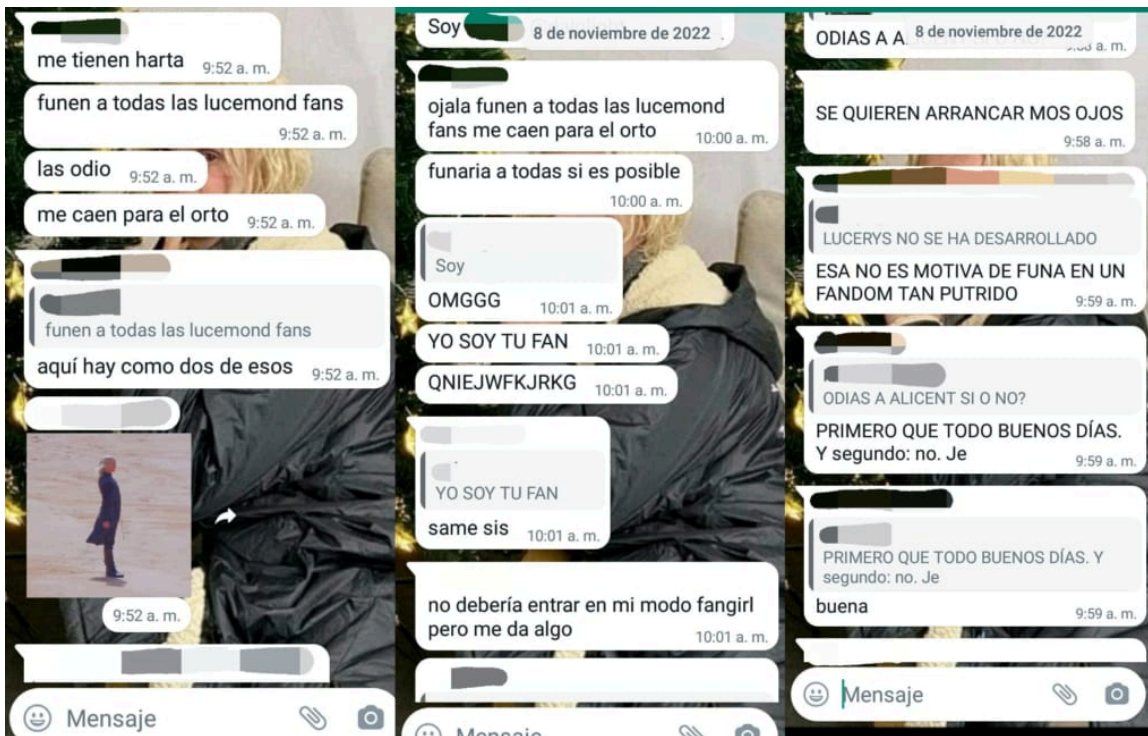 me tienen harta
9:52 a. m.
funen a todas las lucemond fans
9:52 a. m.
las odio
9:52 a. m.
me caen para el orto
9:52 a. m.
funen a todas las lucemond fans
aquí hay como dos de esos
9:52 a. m.
9:52 a. m.
Mensaje
Soy
8 de noviembre de 2022
ojala funen a todas las lucemond
fans me caen para el orto
10:00 a. m.
funaria a todas si es posible
10:00 a. m.
Soy
OMGGG
10:01 a. m.
YO SOY TU FAN
10:01 a. m.
QNIEJWFKJRKG
10:01 a. m.
YO SOY TU FAN
same sis
10:01 a. m.
no debería entrar en mi modo fangirl
pero me da algo
10:01 a. m.
Mensaje
8 de noviembre de 2022
ODIAS A
a. m.
SE QUIEREN ARRANCAR MOS OJOS
9:58 a. m.
LUCERYS NO SE HA DESARROLLADO
ESA NO ES MOTIVA DE FUNA EN UN
FANDOM TAN PUTRIDO
9:59 a. m.
ODIAS A ALICENT SI O NO?
PRIMERO QUE TODO BUENOS DÍAS.
Y segundo: no. Je
9:59 a. m.
PRIMERO QUE TODO BUENOS DÍAS. Y
segundo: no. Je
buena
9:59 a. m.
Mensaje